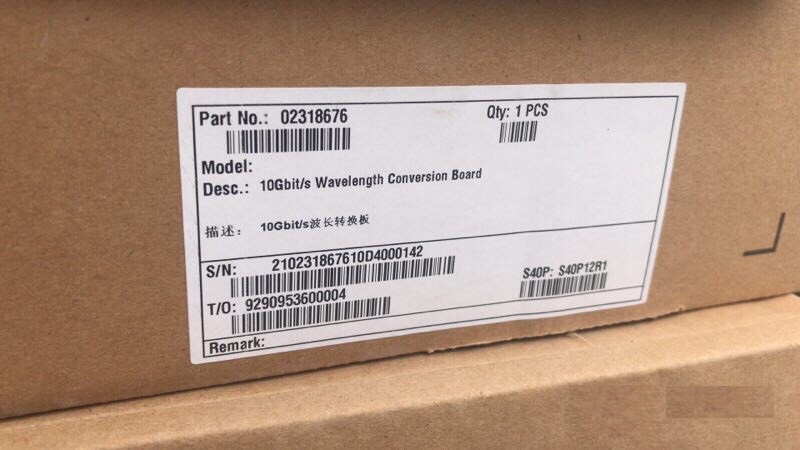 Part No.: 02318676
Qty: 1 PCS
Model:
Desc.: 10Gbit/s Wavelength Conversion Board
描述: 10Gbit/s波长转换板
S/N: 210231867610D4000142
S40P: S40P12R1
T/O: 9290953600004
Remark: